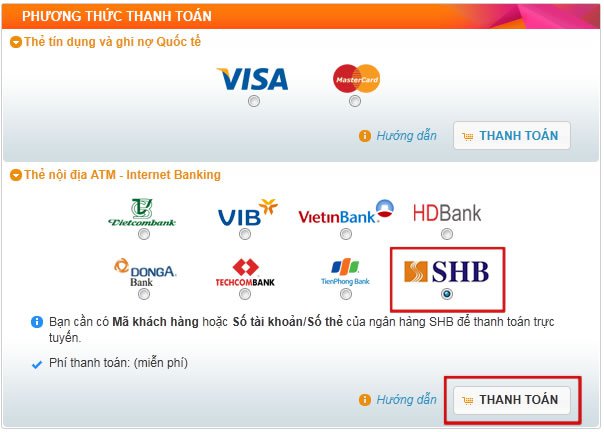 PHƯƠNG THỨC THANH TOÁN
Thẻ tín dụng và ghi nợ Quốc tế
VISA MasterCard
Hướng dẫn THANH TOÁN
Thẻ nội địa ATM - Internet Banking
Vietcombank VIB VietinBank HDBank
DONGA Bank TECHCOMBANK TienPhong Bank SHB
Bạn cần có Mã khách hàng hoặc Số tài khoản/Số thẻ của ngân hàng SHB để thanh toán trực
tuyến.
Phí thanh toán: (miễn phí)
Hướng dẫn THANH TOÁN